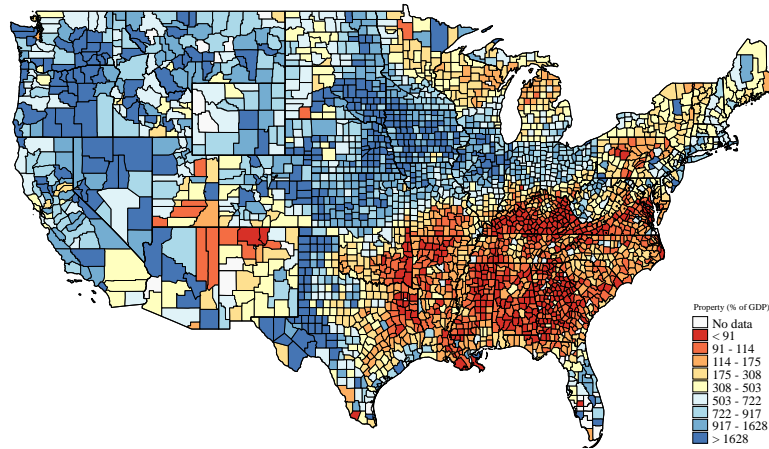 Property (% of GDP)
No data
< 91
91 - 114
114 - 175
175 - 308
308 - 503
503 - 722
722 - 917
917 - 1628
> 1628